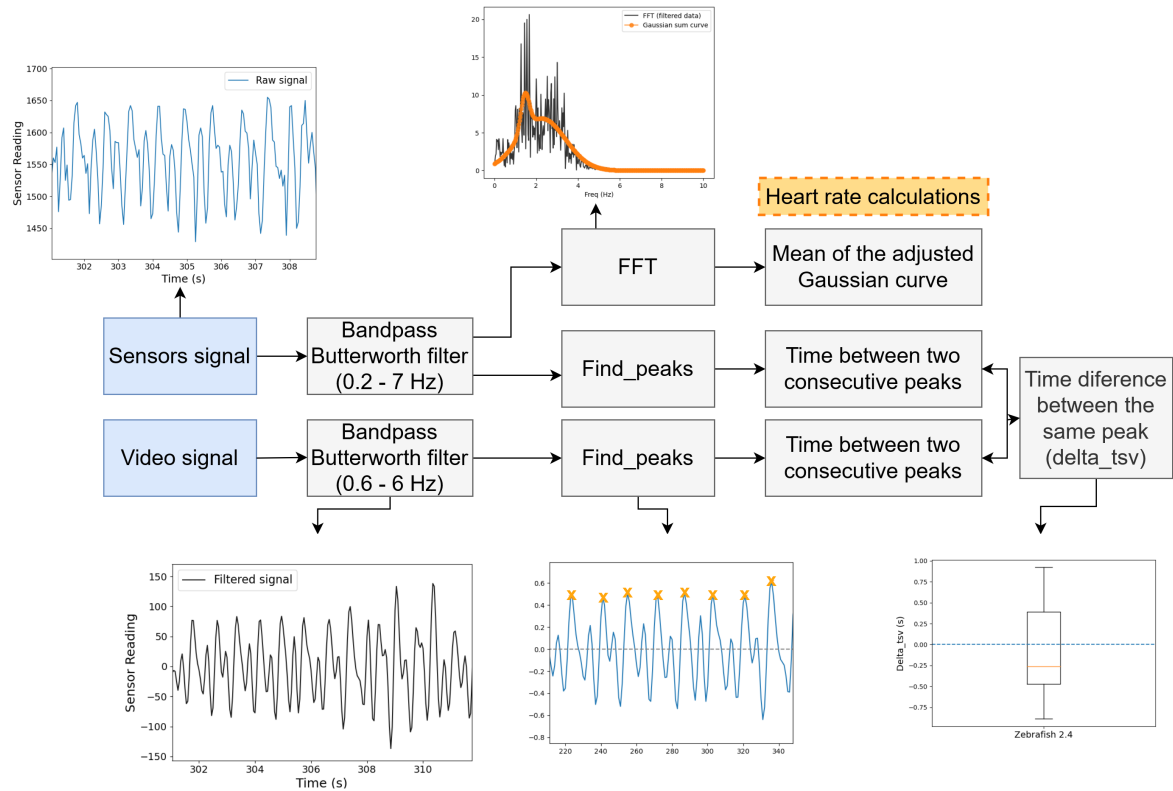 FFT (filtered data)
Gaussian sum curve
20
15
10
5
0
0
2
4
6
8
10
Freq (Hz)
Raw signal
1700
1650
1600
1550
1500
1450
Sensor Reading
302
303
304
305
306
307
308
Time (s)
Heart rate calculations
FFT
Mean of the adjusted
Gaussian curve
Sensors signal
Bandpass
Butterworth filter
(0.2 - 7 Hz)
Find_peaks
Time between two
consecutive peaks
Time diference
between the
same peak
(delta_tsv)
Video signal
Bandpass
Butterworth filter
(0.6 - 6 Hz)
Find_peaks
Time between two
consecutive peaks
Filtered signal
150
100
50
0
−50
−100
−150
Sensor Reading
302
304
306
308
310
Time (s)
0.6
0.4
0.2
0.0
−0.2
−0.4
−0.6
−0.8
220
240
260
280
300
320
340
1.00
0.75
0.50
0.25
0.00
−0.25
−0.50
−0.75
Delta_tsv (s)
Zebrafish 2.4